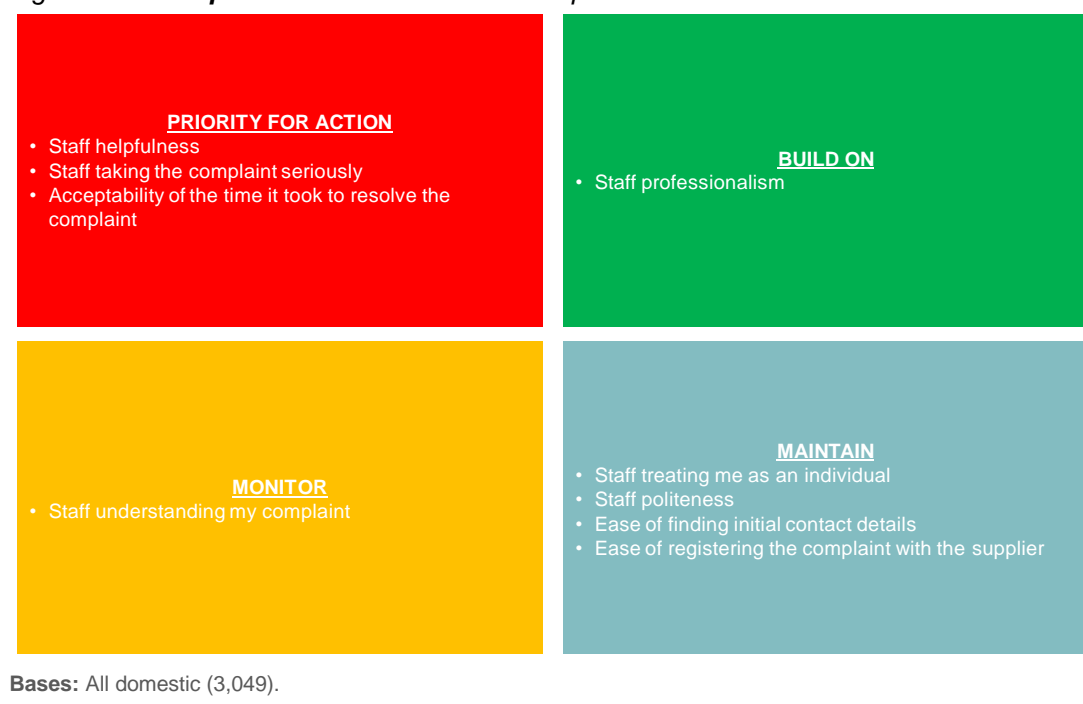 PRIORITY FOR ACTION
• Staff helpfulness
• Staff taking the complaint seriously
• Acceptability of the time it took to resolve the
complaint
BUILD ON
• Staff professionalism
MONITOR
• Staff understanding my complaint
MAINTAIN
• Staff treating me as an individual
• Staff politeness
• Ease of finding initial contact details
• Ease of registering the complaint with the supplier
Bases: All domestic (3,049).